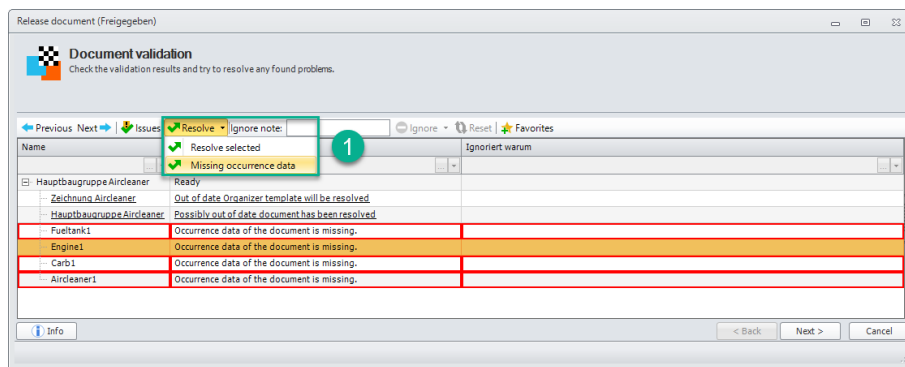 Release document (Freigegeben)
Document validation
Check the validation results and try to resolve any found problems.
Previous Next Issues Resolve Ignore note: Ignore Reset Favorites
Resolve selected
Missing occurrence data
1
Name Ignoriert warum
Hauptbaugruppe Aircleaner Ready
Zeichnung Aircleaner Out of date Organizer template will be resolved
Hauptbaugruppe Aircleaner Possibly out of date document has been resolved
Fueltank1 Occurrence data of the document is missing.
Engine1 Occurrence data of the document is missing.
Carb1 Occurrence data of the document is missing.
Aircleaner1 Occurrence data of the document is missing.
Info < Back Next > Cancel